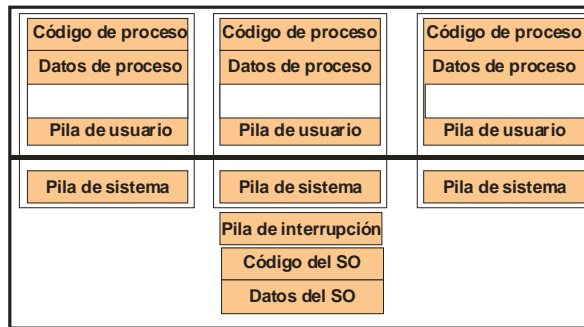 Código de proceso
Código de proceso
Código de proceso
Datos de proceso
Datos de proceso
Datos de proceso
Pila de usuario
Pila de usuario
Pila de usuario
Pila de sistema
Pila de sistema
Pila de sistema
Pila de interrupción
Código del SO
Datos del SO